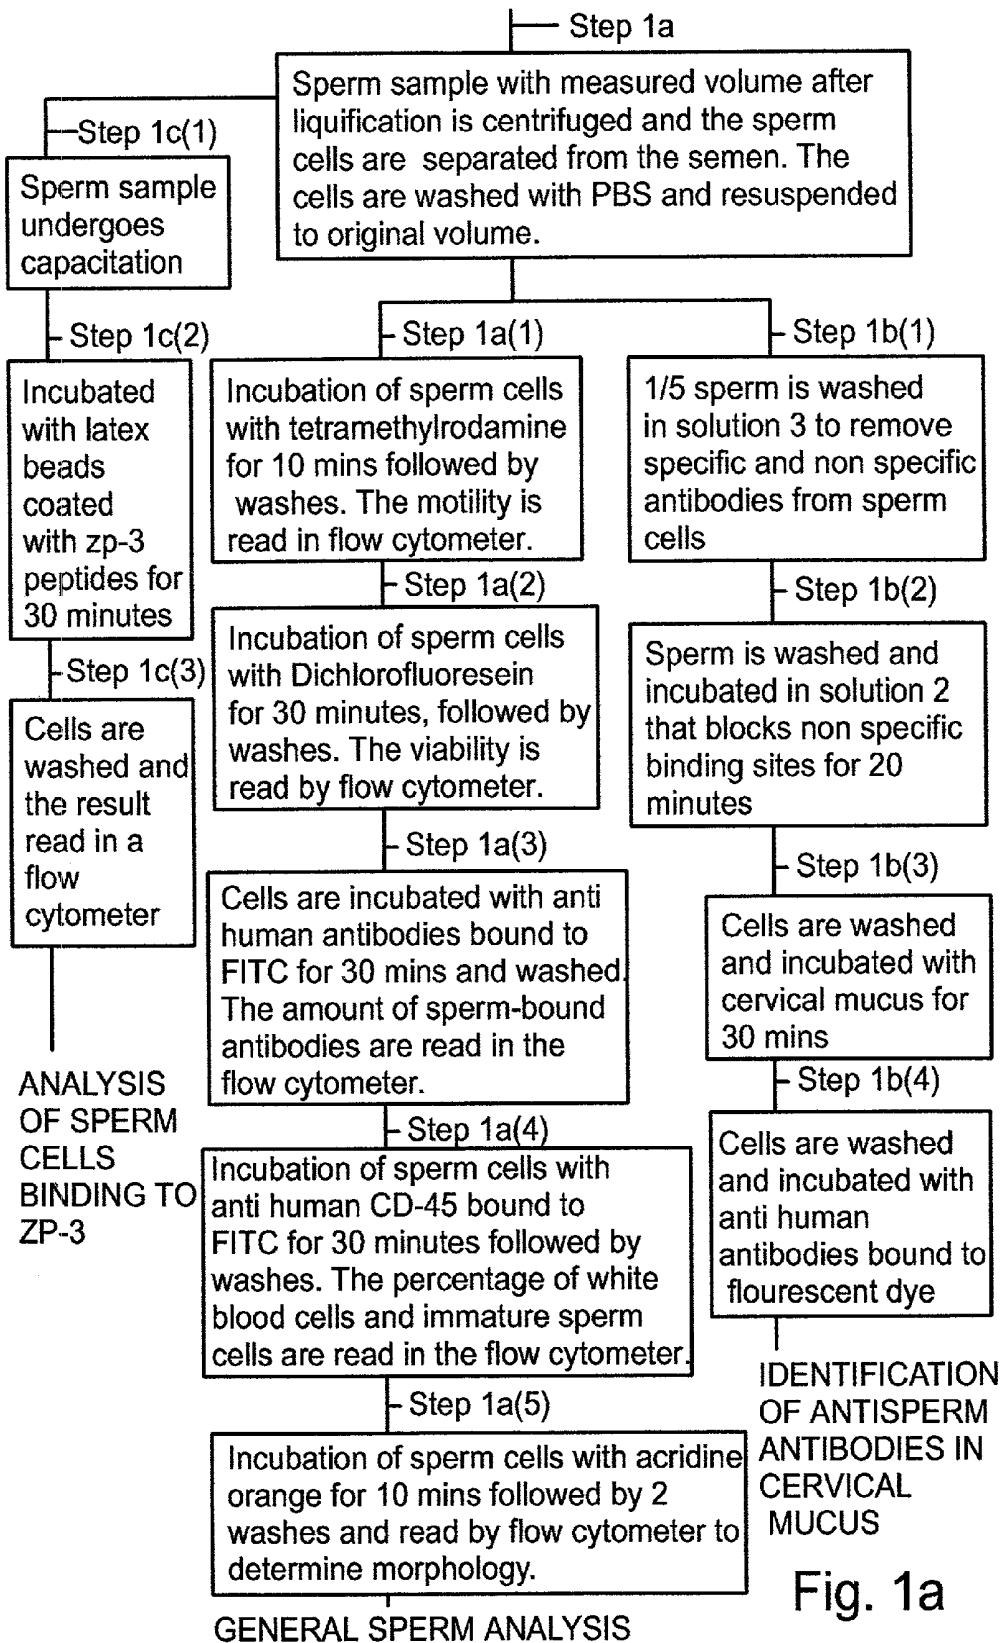 Step 1a
Sperm sample with measured volume after
liquification is centrifuged and the sperm
cells are separated from the semen. The
cells are washed with PBS and resuspended
to original volume.
Step 1c(1)
Sperm sample
undergoes
capacitation
Step 1c(2)
Incubated
with latex
beads
coated
with zp-3
peptides for
30 minutes
Step 1c(3)
Cells are
washed and
the result
read in a
flow
cytometer
ANALYSIS
OF SPERM
CELLS
BINDING TO
ZP-3
Step 1a(1)
Incubation of sperm cells
with tetramethylrodamine
for 10 mins followed by
washes. The motility is
read in flow cytometer.
Step 1a(2)
Incubation of sperm cells
with Dichlorofluoresein
for 30 minutes, followed by
washes. The viability is
read by flow cytometer.
Step 1a(3)
Cells are incubated with anti
human antibodies bound to
FITC for 30 mins and washed.
The amount of sperm-bound
antibodies are read in the
flow cytometer.
Step 1a(4)
Incubation of sperm cells with
anti human CD-45 bound to
FITC for 30 minutes followed by
washes. The percentage of white
blood cells and immature sperm
cells are read in the flow cytometer.
Step 1a(5)
Incubation of sperm cells with acridine
orange for 10 mins followed by 2
washes and read by flow cytometer to
determine morphology.
GENERAL SPERM ANALYSIS
Step 1b(1)
1/5 sperm is washed
in solution 3 to remove
specific and non specific
antibodies from sperm
cells
Step 1b(2)
Sperm is washed and
incubated in solution 2
that blocks non specific
binding sites for 20
minutes
Step 1b(3)
Cells are washed
and incubated with
cervical mucus for
30 mins
Step 1b(4)
Cells are washed
and incubated with
anti human
antibodies bound to
flourescent dye
IDENTIFICATION
OF ANTISPERM
ANTIBODIES IN
CERVICAL
MUCUS
Fig. 1a